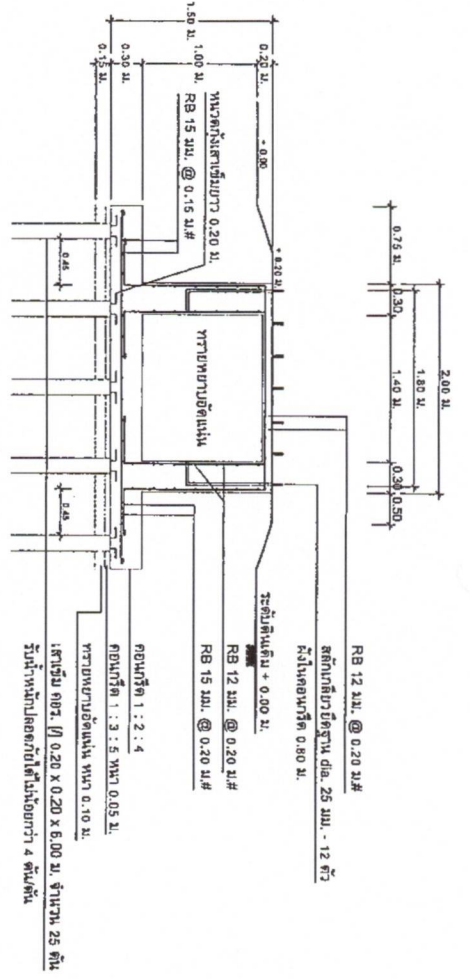 2.00 ม.
1.80 ม.
0.75 ม.
0.30
1.40 ม.
0.30
0.50
+ 0.20 ม.
± 0.00
0.20 ม.
1.00 ม.
1.50 ม.
0.30 ม.
0.15 ม.
RB 12 มม. @ 0.20 ม.#
สลักเกลียวยึดฐาน dia. 25 มม. - 12 ตัว
ฝังในคอนกรีต 0.80 ม.
ระดับดินเดิม + 0.00 ม.
RB 12 มม. @ 0.20 ม.#
RB 15 มม. @ 0.20 ม.#
ทรายหยาบอัดแน่น
หนวดกุ้งเสาเข็มยาว 0.20 ม.
RB 15 มม. @ 0.15 ม.#
0.45
0.45
คอนกรีต 1 : 2 : 4
คอนกรีต 1 : 3 : 5 หนา 0.05 ม.
ทรายหยาบอัดแน่น หนา 0.10 ม.
เสาเข็ม คอร. 0.20 x 0.20 x 6.00 ม. จำนวน 25 ต้น
รับน้ำหนักปลอดภัยได้ไม่น้อยกว่า 4 ตัน/ต้น